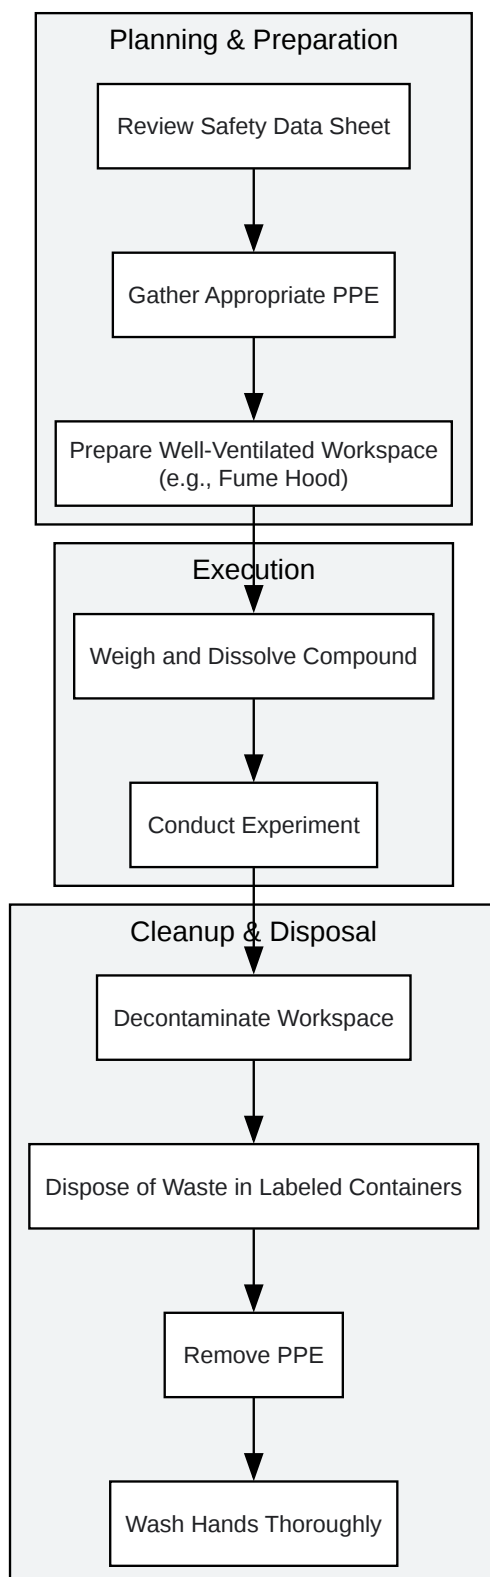 Planning & Preparation
Review Safety Data Sheet
Gather Appropriate PPE
Prepare Well-Ventilated Workspace
(e.g., Fume Hood)
Execution
Weigh and Dissolve Compound
Conduct Experiment
Cleanup & Disposal
Decontaminate Workspace
Dispose of Waste in Labeled Containers
Remove PPE
Wash Hands Thoroughly